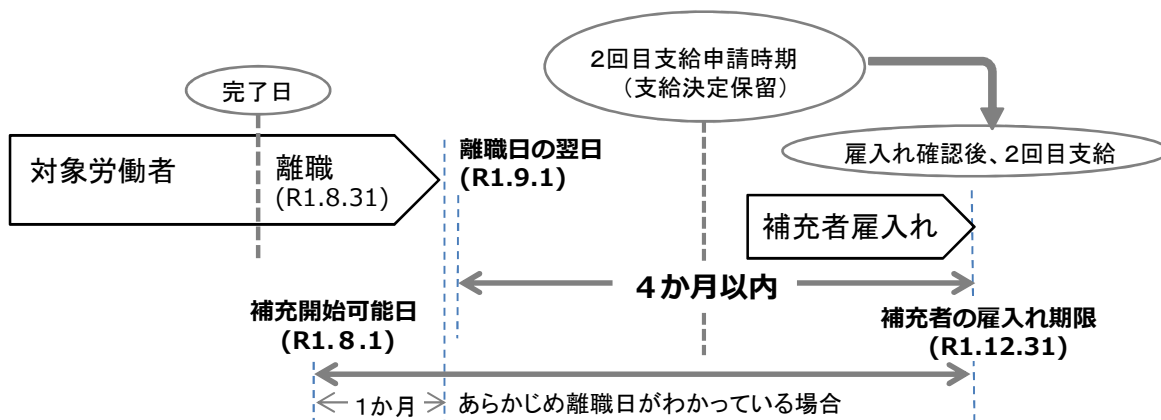 2回目支給申請時期
（支給決定保留）
完了日
雇入れ確認後、2回目支給
対象労働者
離職
(R1.8.31)
離職日の翌日
(R1.9.1)
補充者雇入れ
４か月以内
補充開始可能日
(R1.８.1)
補充者の雇入れ期限
(R1.12.31)
1か月
あらかじめ離職日がわかっている場合